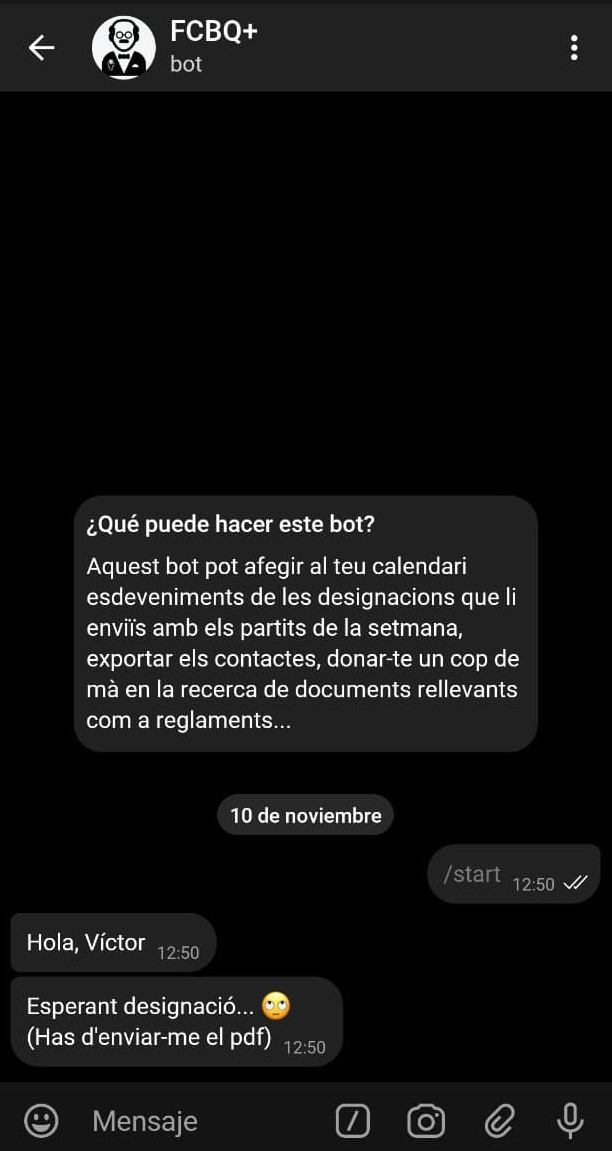 FCBQ+
bot
¿Qué puede hacer este bot?
Aquest bot pot afegir al teu calendari
esdeveniments de les designacions que li
enviïs amb els partits de la setmana,
exportar els contactes, donar-te un cop de
mà en la recerca de documents rellevants
com a reglaments...
10 de noviembre
/start 12:50
Hola, Víctor 12:50
Esperant designació... 🙄
(Has d'enviar-me el pdf) 12:50
Mensaje